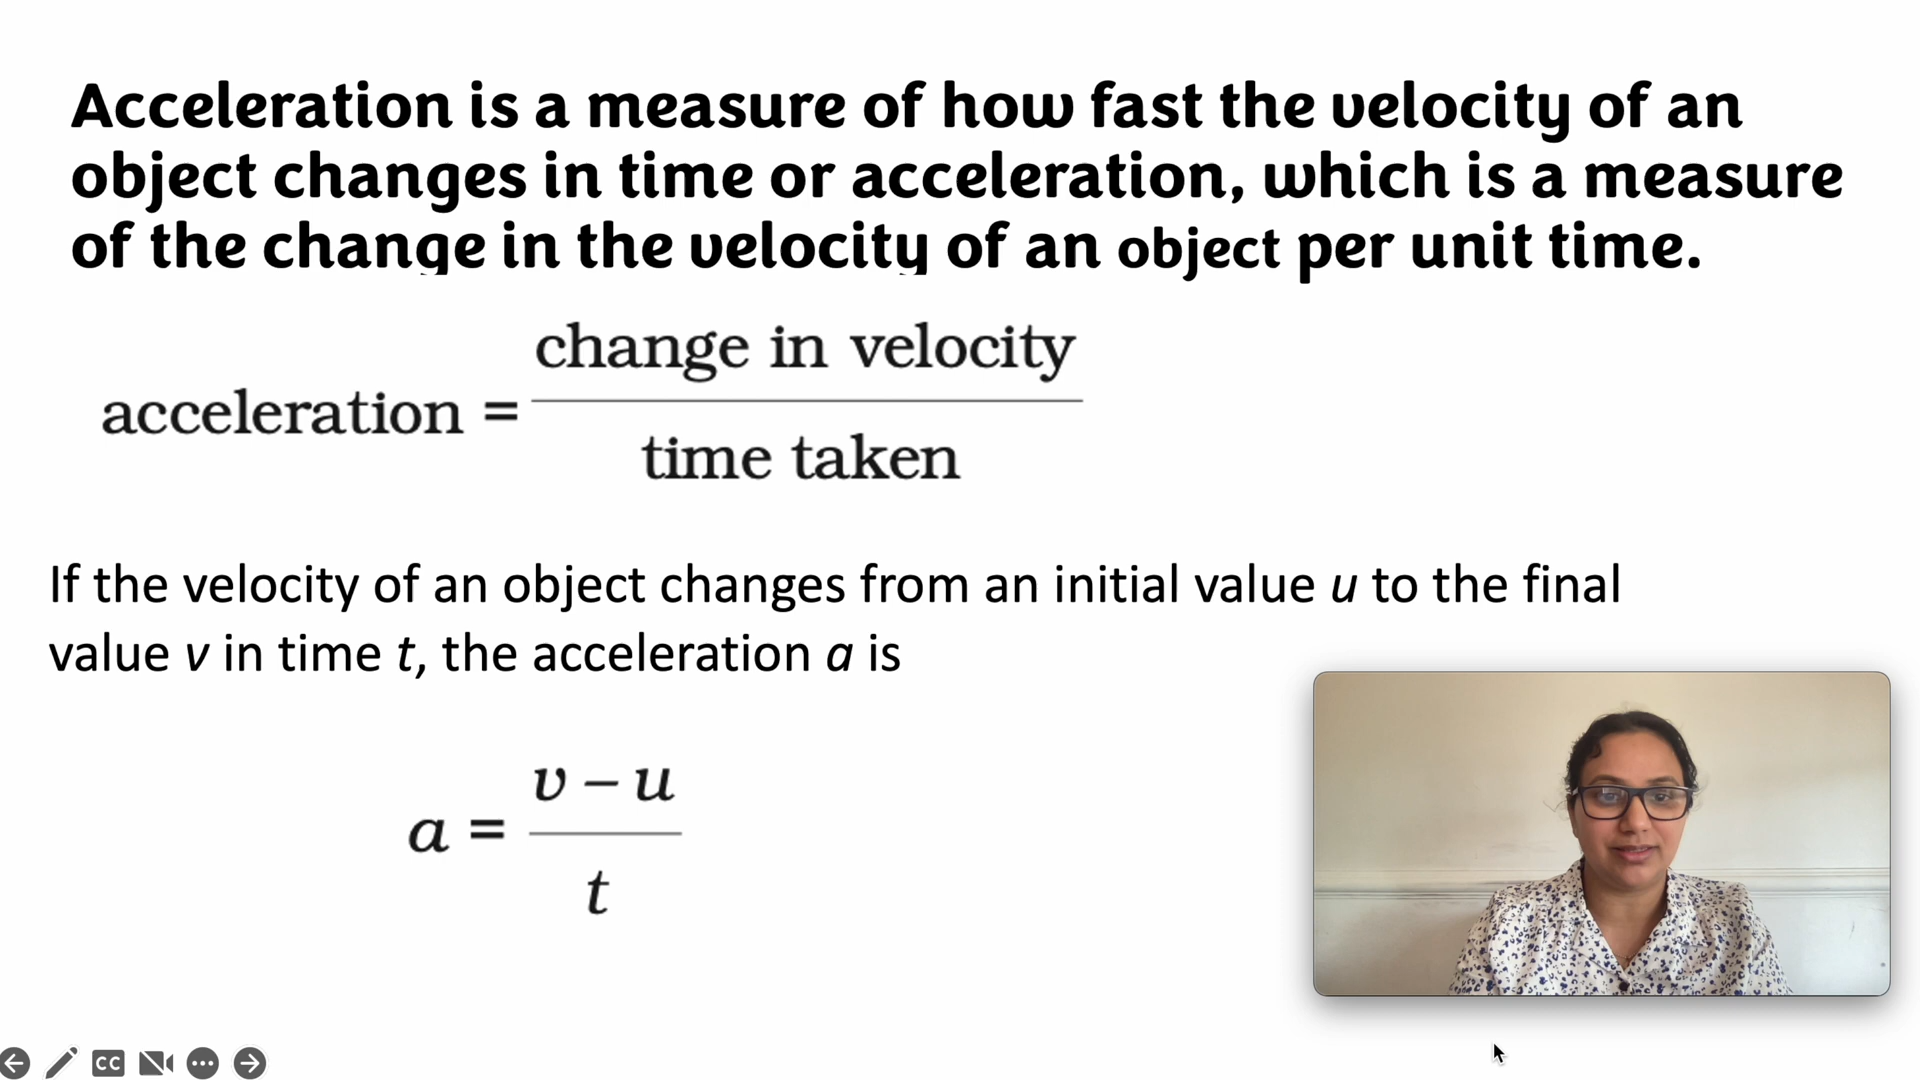 Acceleration is a measure of how fast the velocity of an
object changes in time or acceleration, which is a measure
of the change in the velocity of an object per unit time.
change in velocity
acceleration =
time taken
If the velocity of an object changes from an initial value u to the final
value v in time t, the acceleration a is
v – u
a =
t
CC